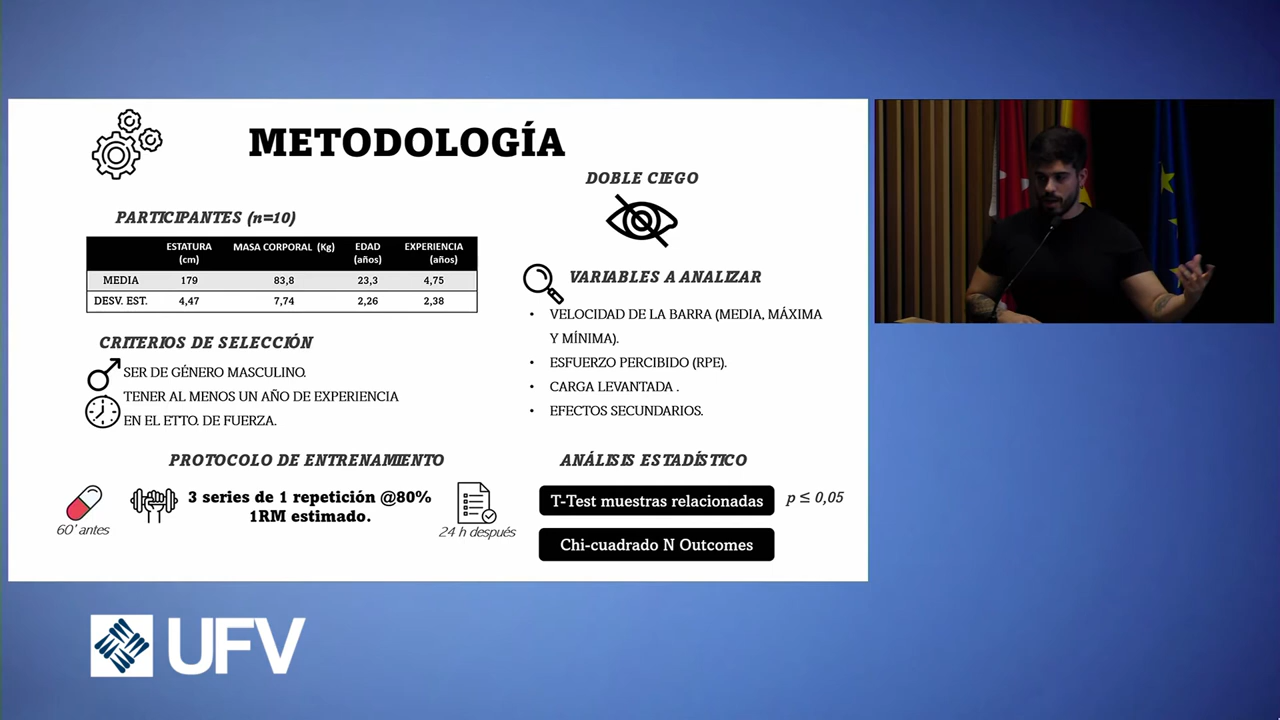 METODOLOGÍA
PARTICIPANTES (n=10)
ESTATURA (cm) MASA CORPORAL (Kg) EDAD (años) EXPERIENCIA (años)
MEDIA 179 83,8 23,3 4,75
DESV. EST. 4,47 7,74 2,26 2,38
CRITERIOS DE SELECCIÓN
SER DE GÉNERO MASCULINO.
TENER AL MENOS UN AÑO DE EXPERIENCIA
EN EL ETTO. DE FUERZA.
PROTOCOLO DE ENTRENAMIENTO
60' antes
3 series de 1 repetición @80%
1RM estimado.
24 h después
DOBLE CIEGO
VARIABLES A ANALIZAR
• VELOCIDAD DE LA BARRA (MEDIA, MÁXIMA
Y MÍNIMA).
• ESFUERZO PERCIBIDO (RPE).
• CARGA LEVANTADA .
• EFECTOS SECUNDARIOS.
ANÁLISIS ESTADÍSTICO
T-Test muestras relacionadas p ≤ 0,05
Chi-cuadrado N Outcomes
UFV